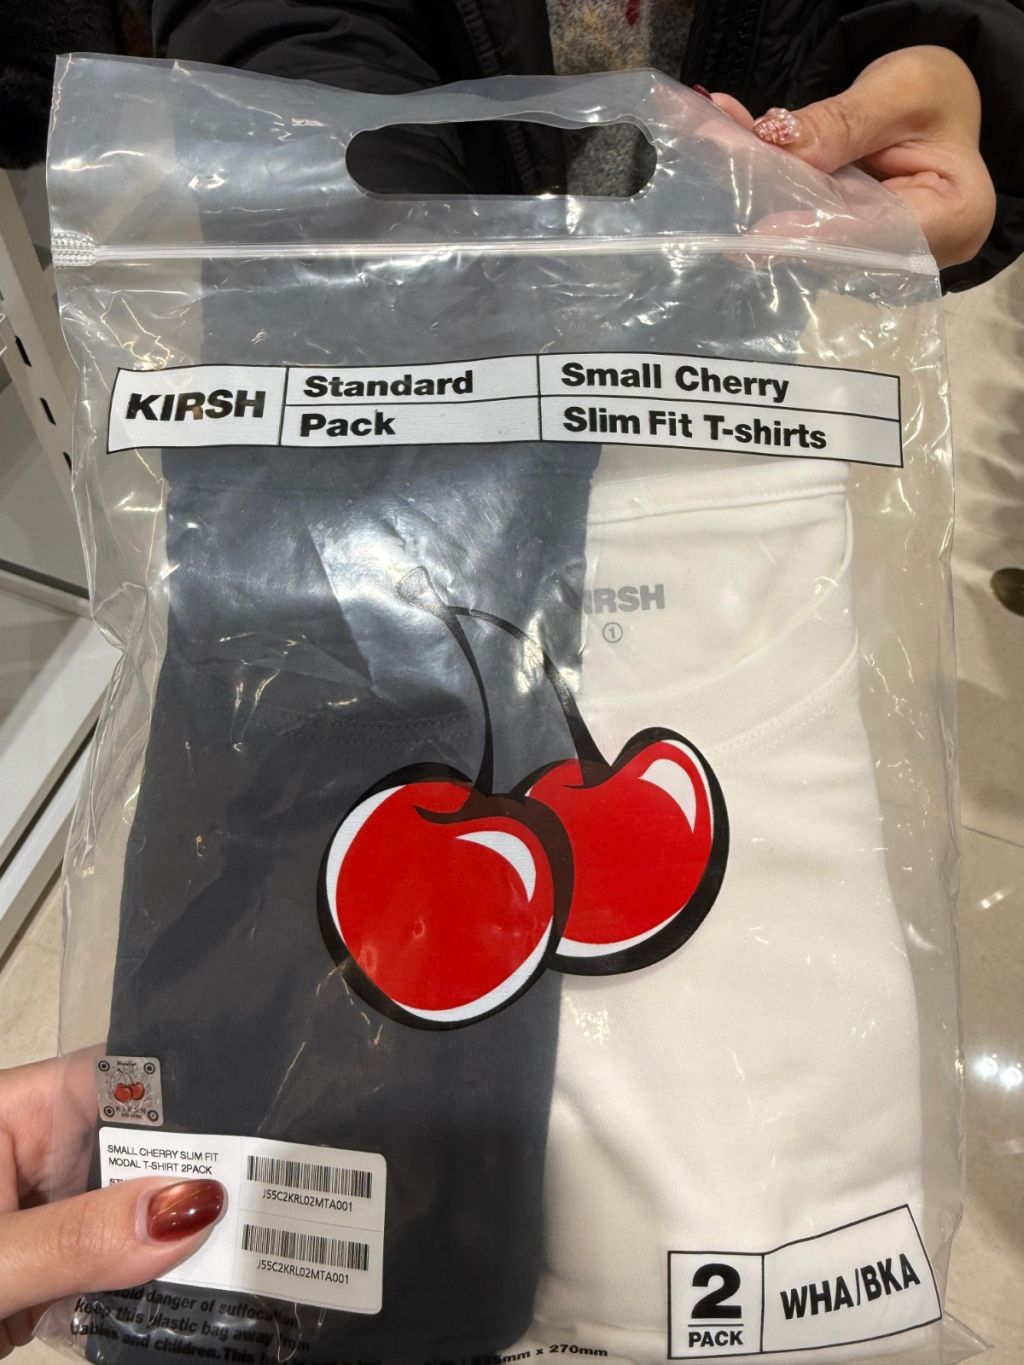 KIRSH
Standard
Pack
Small Cherry
Slim Fit T-shirts
RSH
1
KIRSH
SMALL CHERRY SLIM FIT
MODAL T-SHIRT 2PACK
J55C2KRL02MTA001
J55C2KRL02MTA001
2
PACK
WHA/BKA
avoid danger of suffocation
keep this plastic bag away from
babies and children. This
mm x 270mm